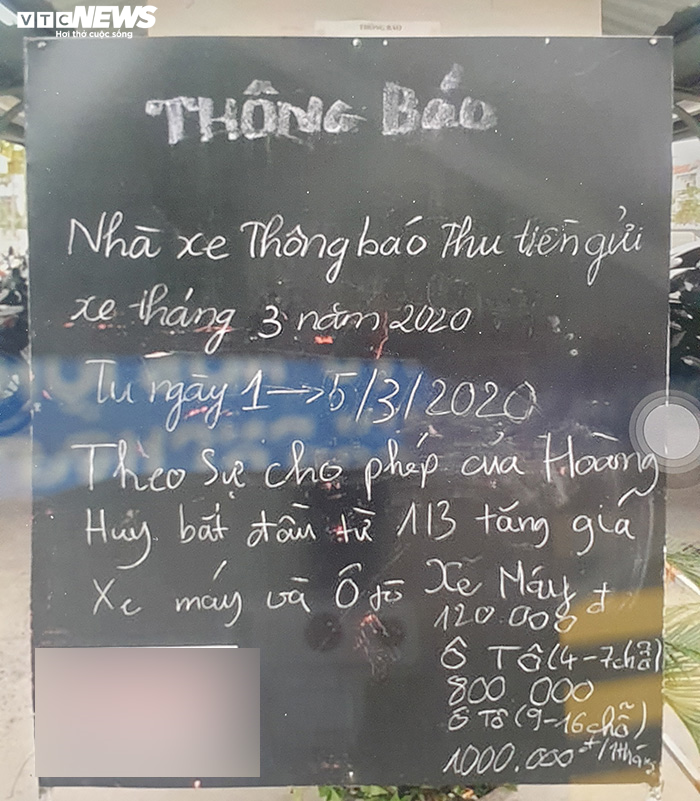 VTC NEWS
Hơi thở cuộc sống
THÔNG BÁO
THÔNG BÁO
Nhà xe Thông báo Thu tiền gửi
xe tháng 3 năm 2020
Từ ngày 1→5/3/2020
Theo sự cho phép của Hoàng
Huy bắt đầu từ 1/3 tăng giá
Xe máy và Ô tô Xe Máy
120.000đ
Ô Tô (4-7 chỗ)
800.000
Ô Tô (9-16 chỗ)
1000.000đ/1 tháng